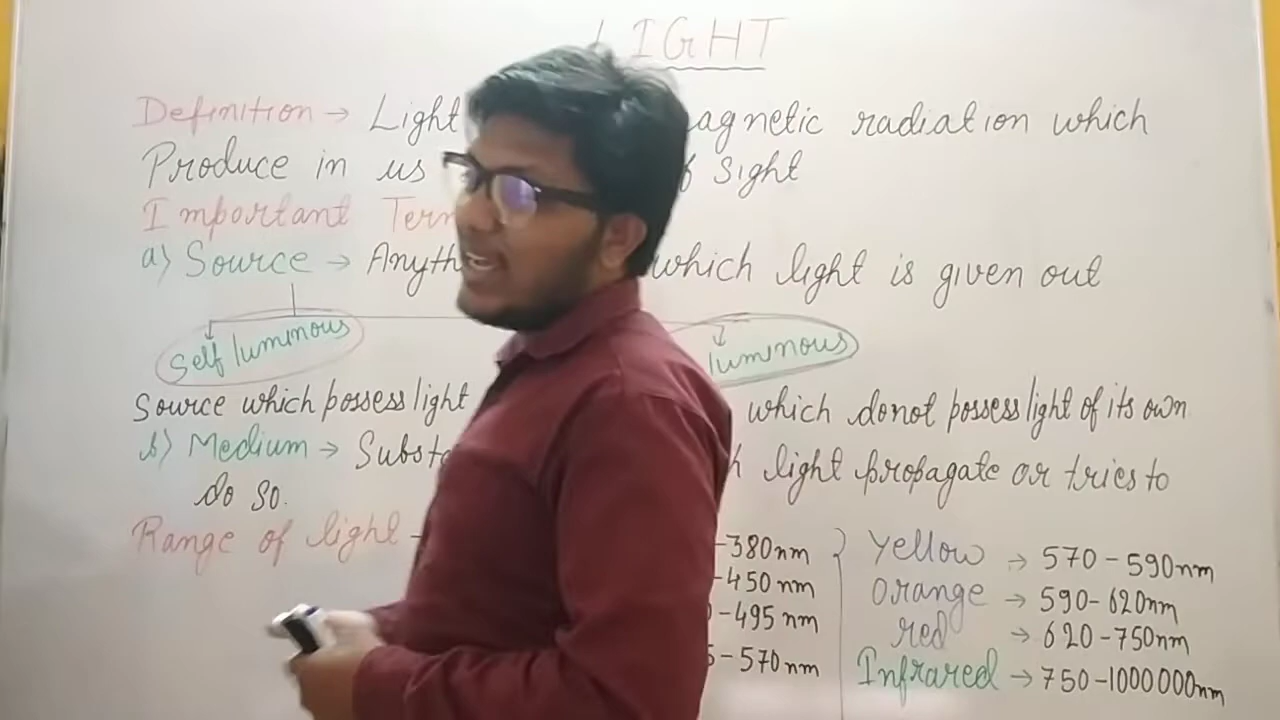 LIGHT
Definition → Light agnetic radiation which
Produce in us sight
Important Term
a) Source → Anyth which light is given out
Self luminous luminous
Source which possess light which donot possess light of its own
b) Medium → Subst light propagate or tries to
do so.
Range of light -
-380nm
-450 nm
-495 nm
5-570nm
Yellow → 570-590nm
Orange → 590-620nm
red → 620-750nm
Infrared → 750-1000000nm